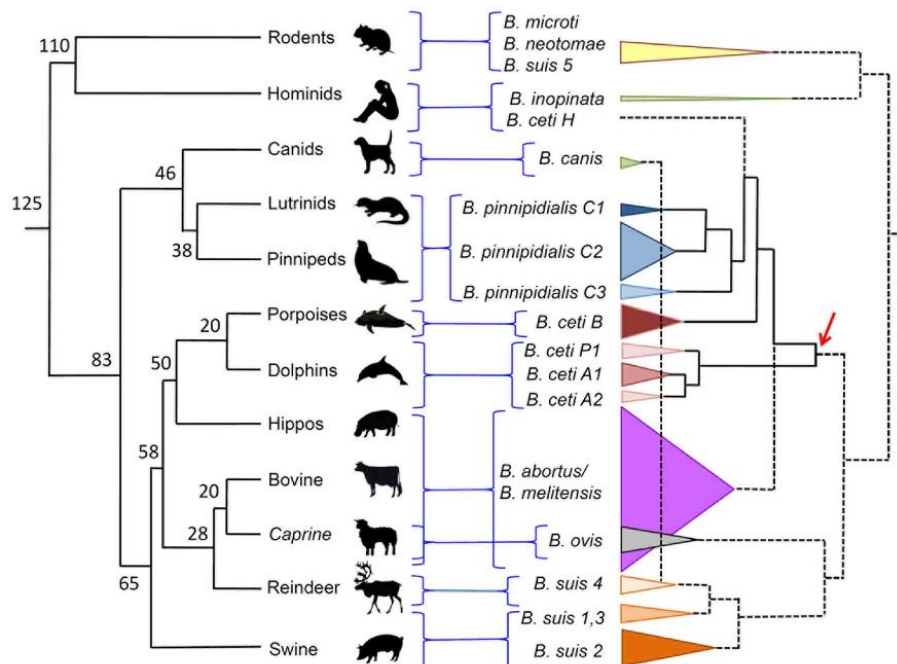 110
Rodents
B. microti
B. neotomae
B. suis 5
Hominids
B. inopinata
B. ceti H
Canids
B. canis
46
125
Lutrinids
B. pinnipidialis C1
38
Pinnipeds
B. pinnipidialis C2
B. pinnipidialis C3
Porpoises
B. ceti B
20
B. ceti P1
83
50
Dolphins
B. ceti A1
B. ceti A2
Hippos
58
B. abortus/
B. melitensis
20
Bovine
28
Caprine
B. ovis
65
Reindeer
B. suis 4
B. suis 1,3
Swine
B. suis 2